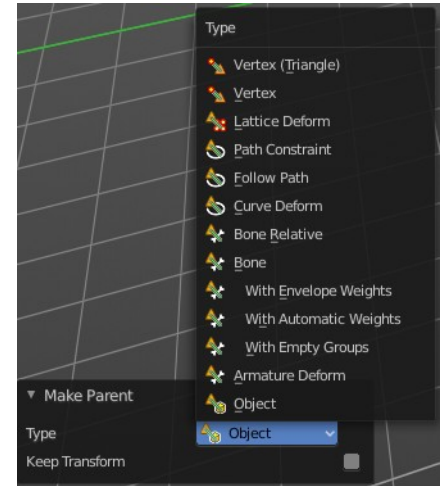 Type
Vertex (Triangle)
Vertex
Lattice Deform
Path Constraint
Follow Path
Curve Deform
Bone Relative
Bone
With Envelope Weights
With Automatic Weights
With Empty Groups
Armature Deform
Object
Make Parent
Type Object
Keep Transform